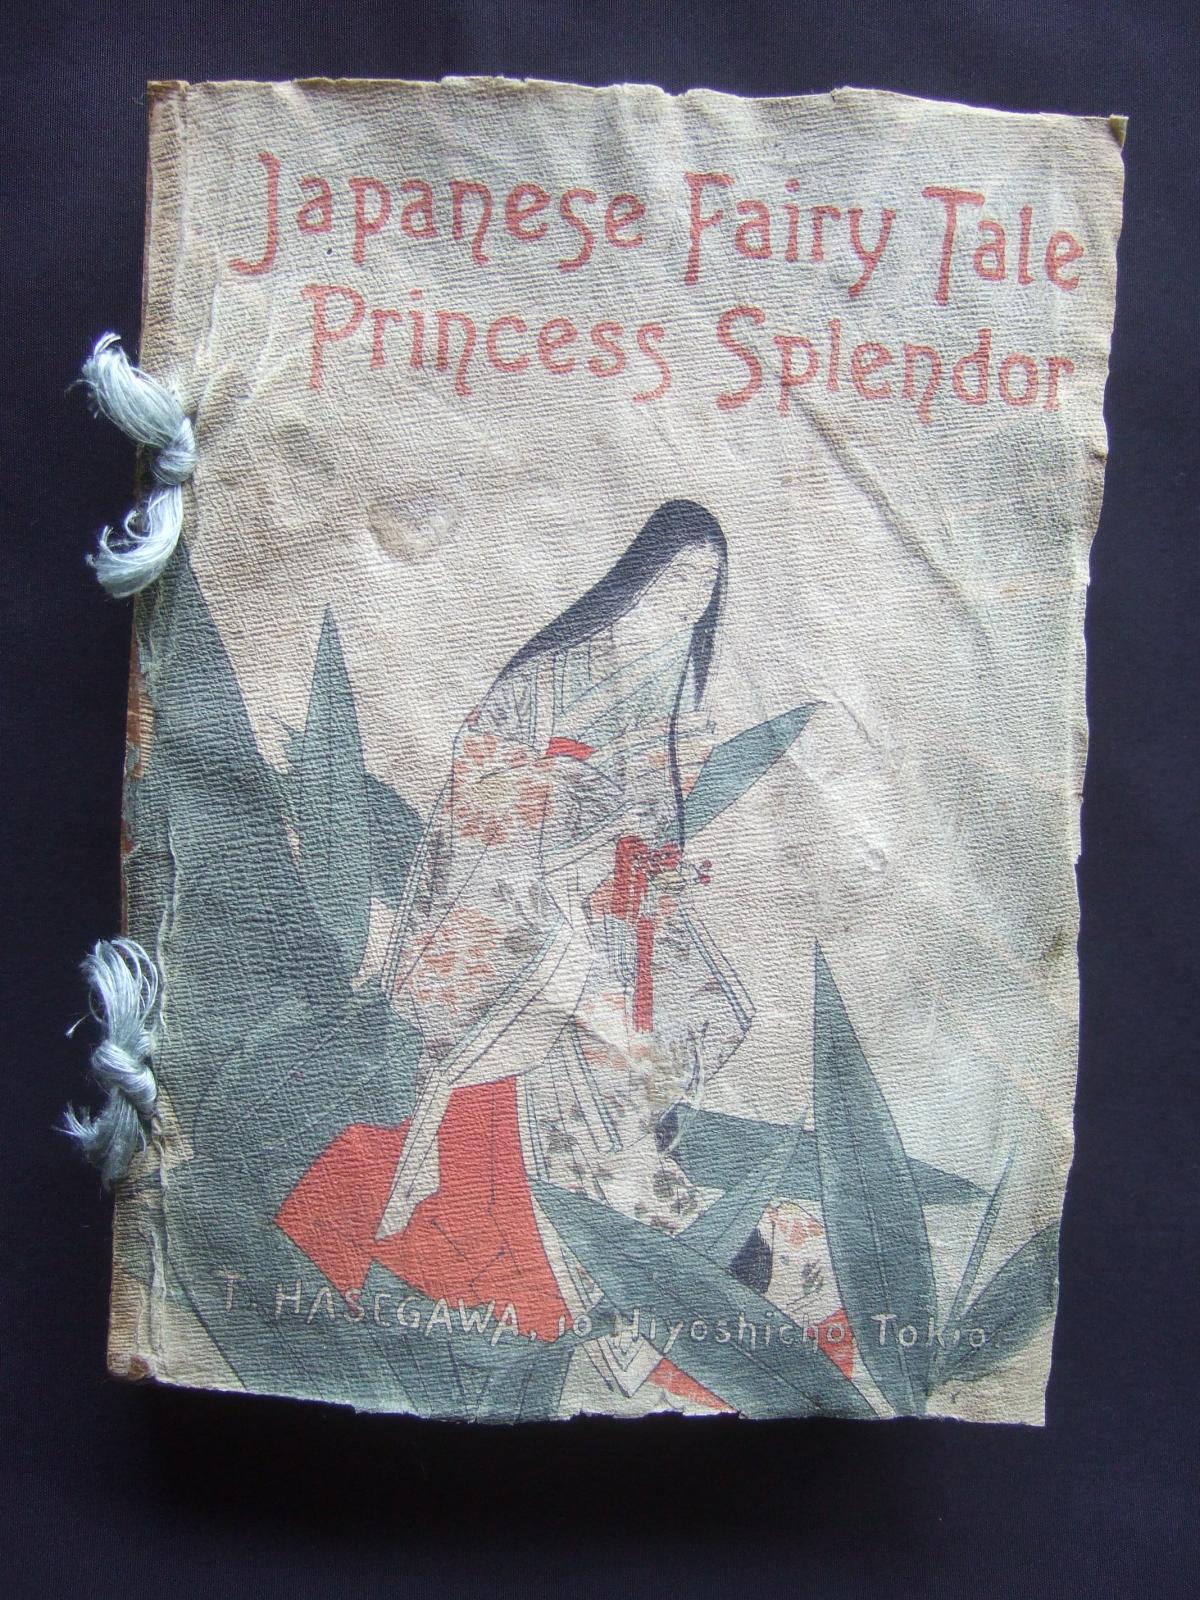 Japanese Fairy Tale
Princess Splendor
T. HASEGAWA, 10 Hiyoshicho, Tokio